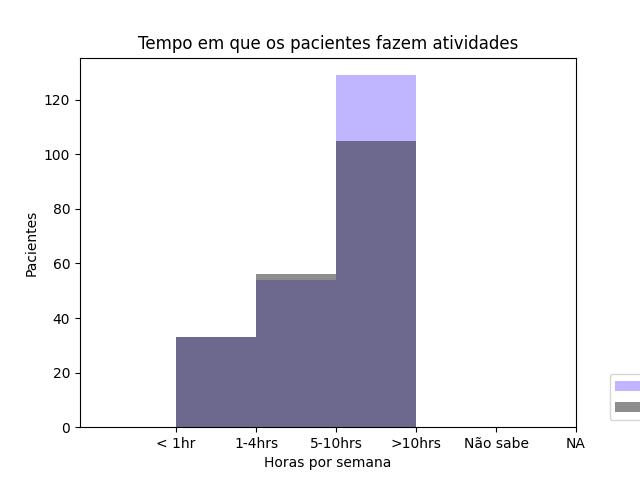 Tempo em que os pacientes fazem atividades
120
100
80
60
40
20
0
Pacientes
< 1hr 1-4hrs 5-10hrs >10hrs Não sabe NA
Horas por semana